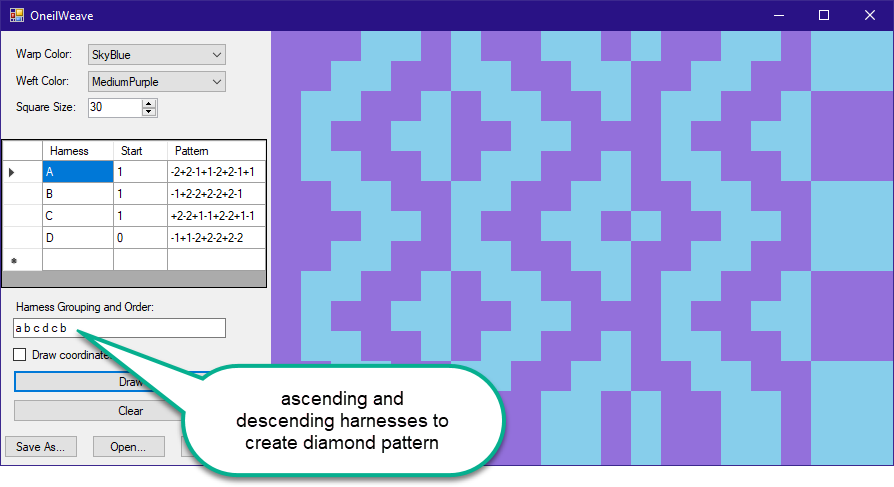 OneilWeave
Warp Color: SkyBlue
Weft Color: MediumPurple
Square Size: 30
Harness Start Pattern
A 1 -2+2-1+1-2+2-1+1
B 1 -1+2-2+2-2+2-1
C 1 +2-2+1-1+2-2+1-1
D 0 -1+1-2+2-2+2-2
Harness Grouping and Order:
a b c d c b
Draw coordinate
Draw
Clear
Save As... Open...
ascending and
descending harnesses to
create diamond pattern